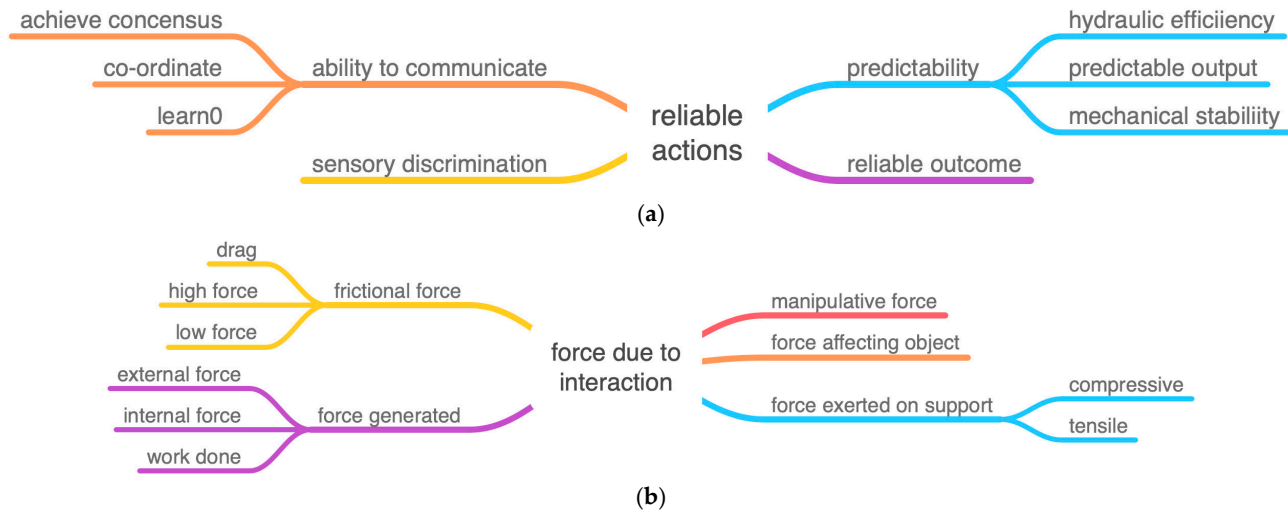 achieve concensus
co-ordinate
learn0
ability to communicate
sensory discrimination
reliable
actions
predictability
reliable outcome
hydraulic efficiiency
predictable output
mechanical stabiliity
(a)
drag
high force
low force
frictional force
external force
internal force
work done
force generated
force due to
interaction
manipulative force
force affecting object
force exerted on support
compressive
tensile
(b)